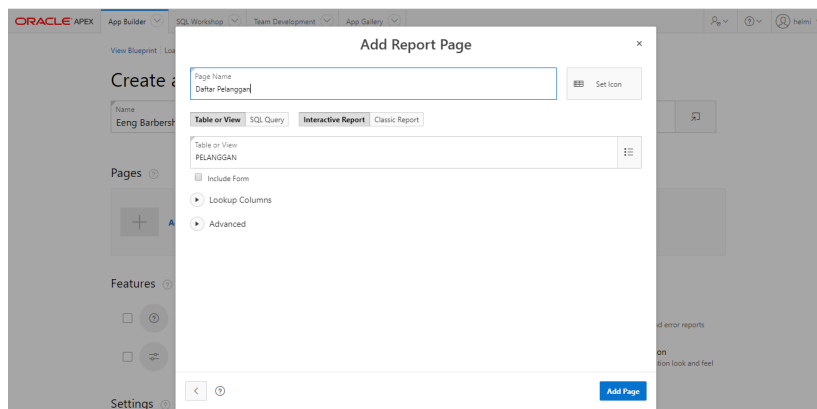 ORACLE APEX App Builder SQL Workshop Team Development App Gallery helmi
View Blueprint Loa
Add Report Page
Create a
Page Name
Daftar Pelanggan
Set Icon
Name
Eeng Barbersh
Table or View SQL Query Interactive Report Classic Report
Table or View
PELANGGAN
Pages
Include Form
Lookup Columns
Advanced
A
Features
d error reports
on
tion look and feel
Add Page
Settings